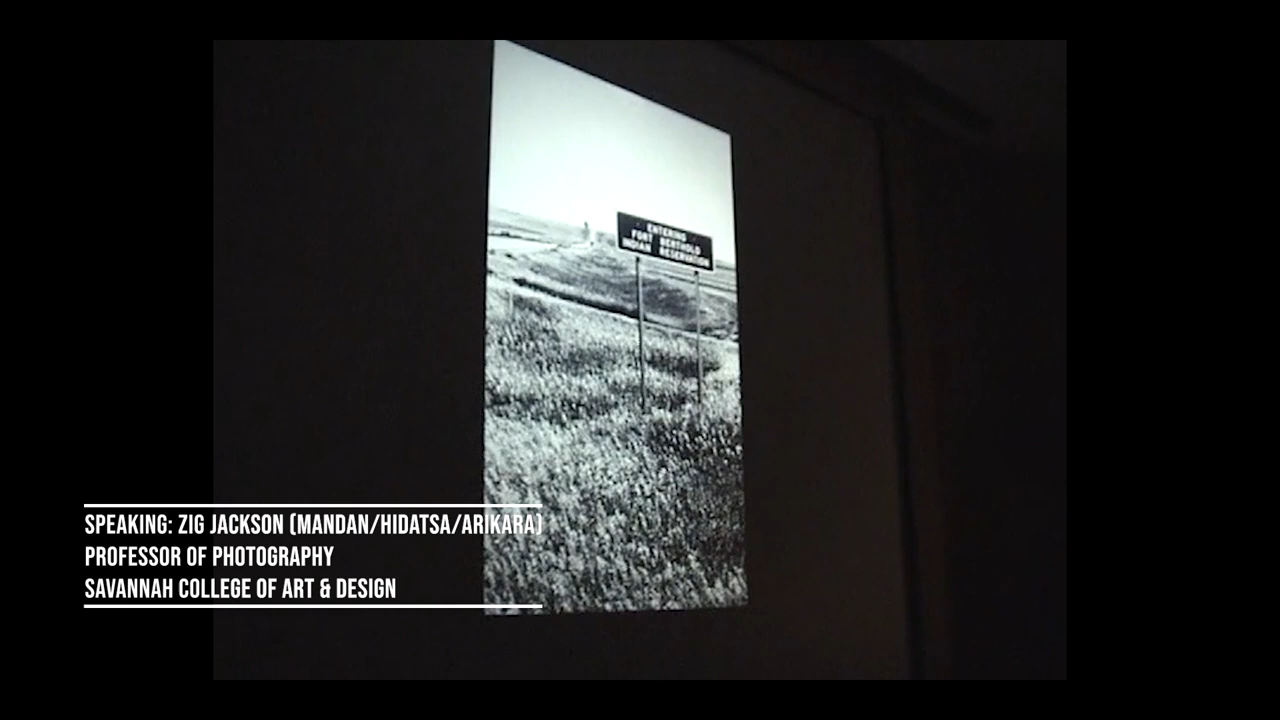 ENTERING
FORT BERTHOLD
INDIAN RESERVATION
SPEAKING: ZIG JACKSON (MANDAN/HIDATSA/ARIKARA)
PROFESSOR OF PHOTOGRAPHY
SAVANNAH COLLEGE OF ART & DESIGN